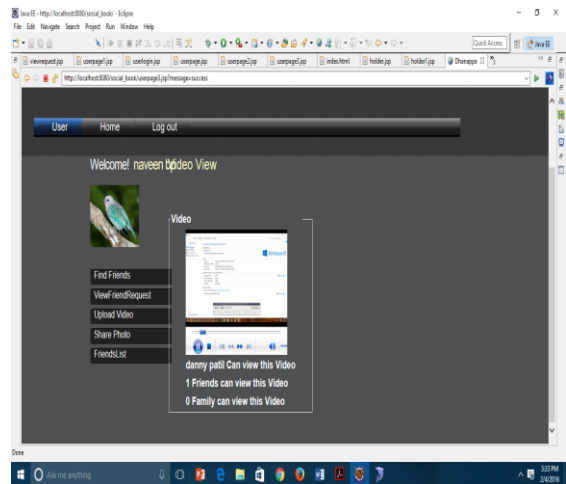 Java EE - http://localhost:8080/social_book/ - Eclipse
File Edit Navigate Search Project Run Window Help
Quick Access
Java EE
viewrequest.jsp userpage1.jsp userlogin.jsp userpage.jsp userpage2.jsp userpage3.jsp index.html holder.jsp holder1.jsp Dhanappa
http://localhost:8080/social_book/userpage3.jsp?message=success
User Home Log out
Welcome! naveen Video View
Video
Windows 10
Find Friends
ViewFriendRequest
Upload Video
Share Photo
FriendsList
danny patil Can view this Video
1 Friends can view this Video
0 Family can view this Video
Done
Ask me anything
3:33 PM
2/4/2016